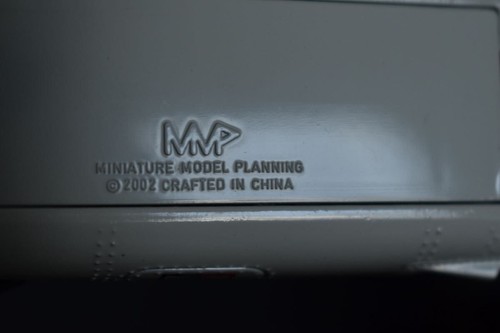 MMP
MINIATURE MODEL PLANNING
©2002 CRAFTED IN CHINA